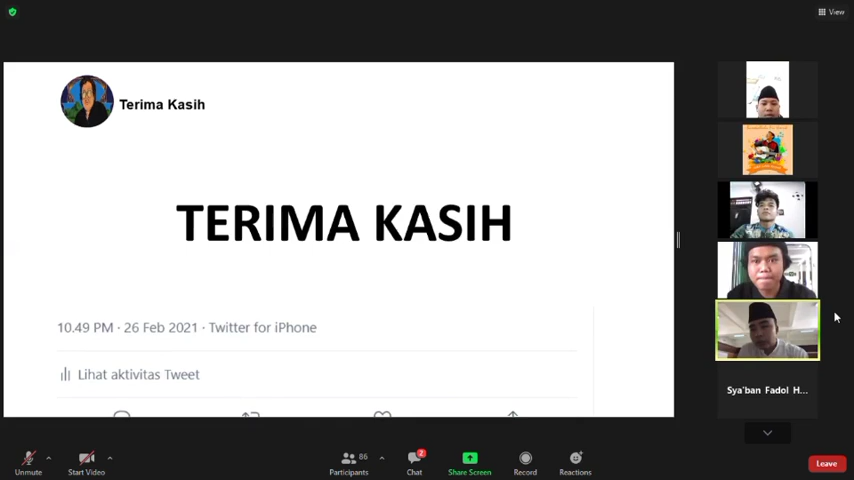 View
Terima Kasih
TERIMA KASIH
10.49 PM · 26 Feb 2021 · Twitter for iPhone
Lihat aktivitas Tweet
Sya'ban Fadol H...
Unmute
Start Video
86
Participants
2
Chat
Share Screen
Record
Reactions
Leave